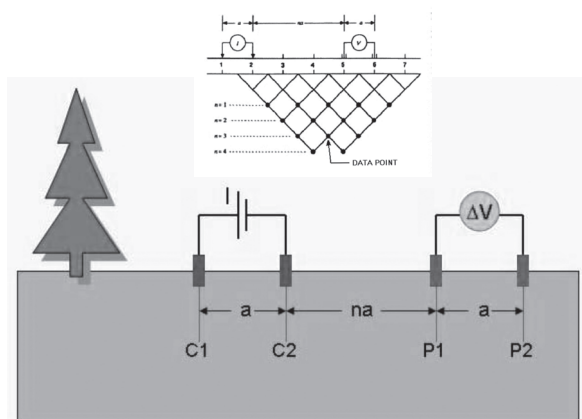 a na a
I V
1 2 3 4 5 6 7
n = 1
n = 2
n = 3
n = 4
DATA POINT
I
ΔV
a na a
C1 C2 P1 P2